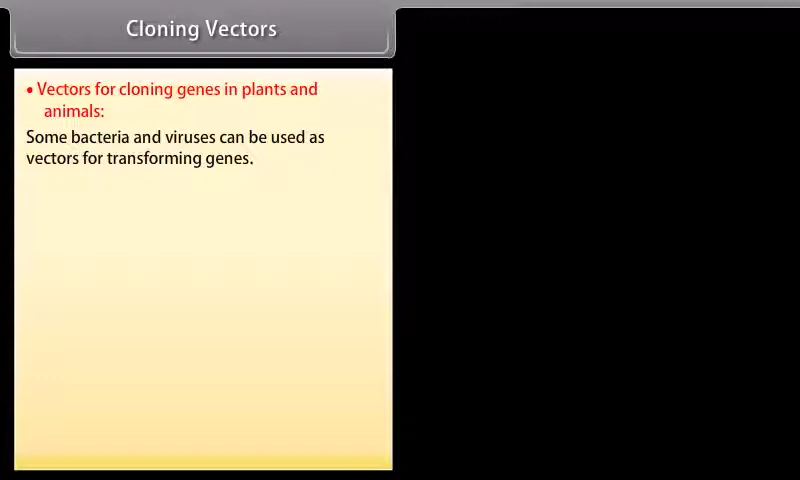 Cloning Vectors
• Vectors for cloning genes in plants and
animals:
Some bacteria and viruses can be used as
vectors for transforming genes.